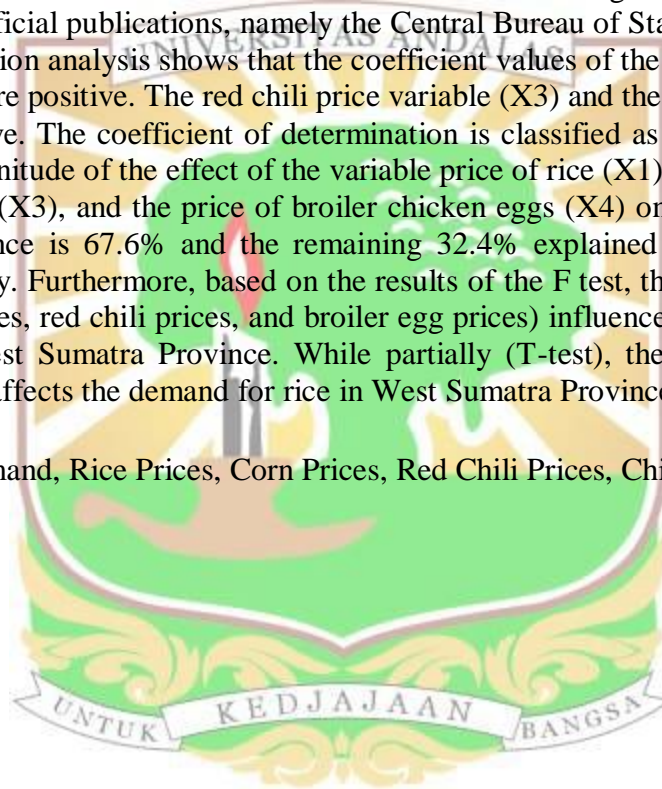 ficial publications, namely the Central Bureau of Sta
UNIVERSITAS ANDALAS
ion analysis shows that the coefficient values of the
re positive. The red chili price variable (X3) and the
ve. The coefficient of determination is classified as
nitude of the effect of the variable price of rice (X1)
(X3), and the price of broiler chicken eggs (X4) on
nce is 67.6% and the remaining 32.4% explained
y. Furthermore, based on the results of the F test, th
es, red chili prices, and broiler egg prices) influence
est Sumatra Province. While partially (T-test), the
affects the demand for rice in West Sumatra Province
nand, Rice Prices, Corn Prices, Red Chili Prices, Chi
UNTUK KEDJAJAAN BANGSA